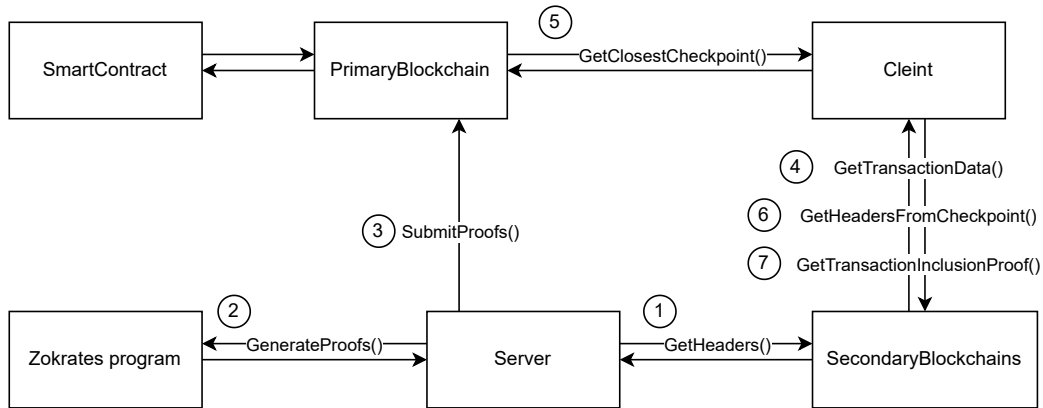 5
SmartContract
PrimaryBlockchain
GetClosestCheckpoint()
Cleint
4
GetTransactionData()
6
GetHeadersFromCheckpoint()
3
SubmitProofs()
7
GetTransactionInclusionProof()
2
1
Zokrates program
GenerateProofs()
Server
GetHeaders()
SecondaryBlockchains